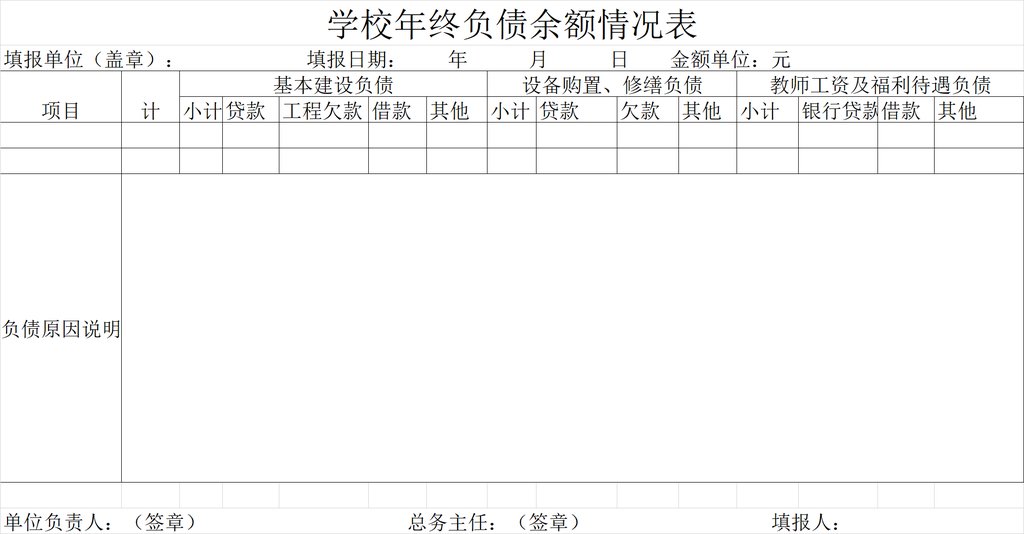 学校年终负债余额情况表
填报单位（盖章）： 填报日期： 年 月 日 金额单位：元
项目 计 基本建设负债 设备购置、修缮负债 教师工资及福利待遇负债
小计 贷款 工程欠款 借款 其他 小计 贷款 欠款 其他 小计 银行贷款 借款 其他
负债原因说明
单位负责人：（签章） 总务主任：（签章） 填报人：